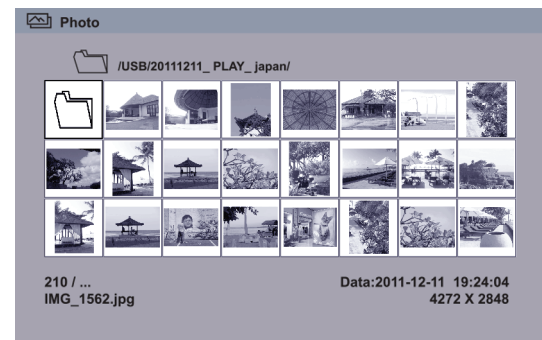 Photo
/USB/20111211_ PLAY_ japan/
210 / ...
Data:2011-12-11 19:24:04
IMG_1562.jpg
4272 X 2848